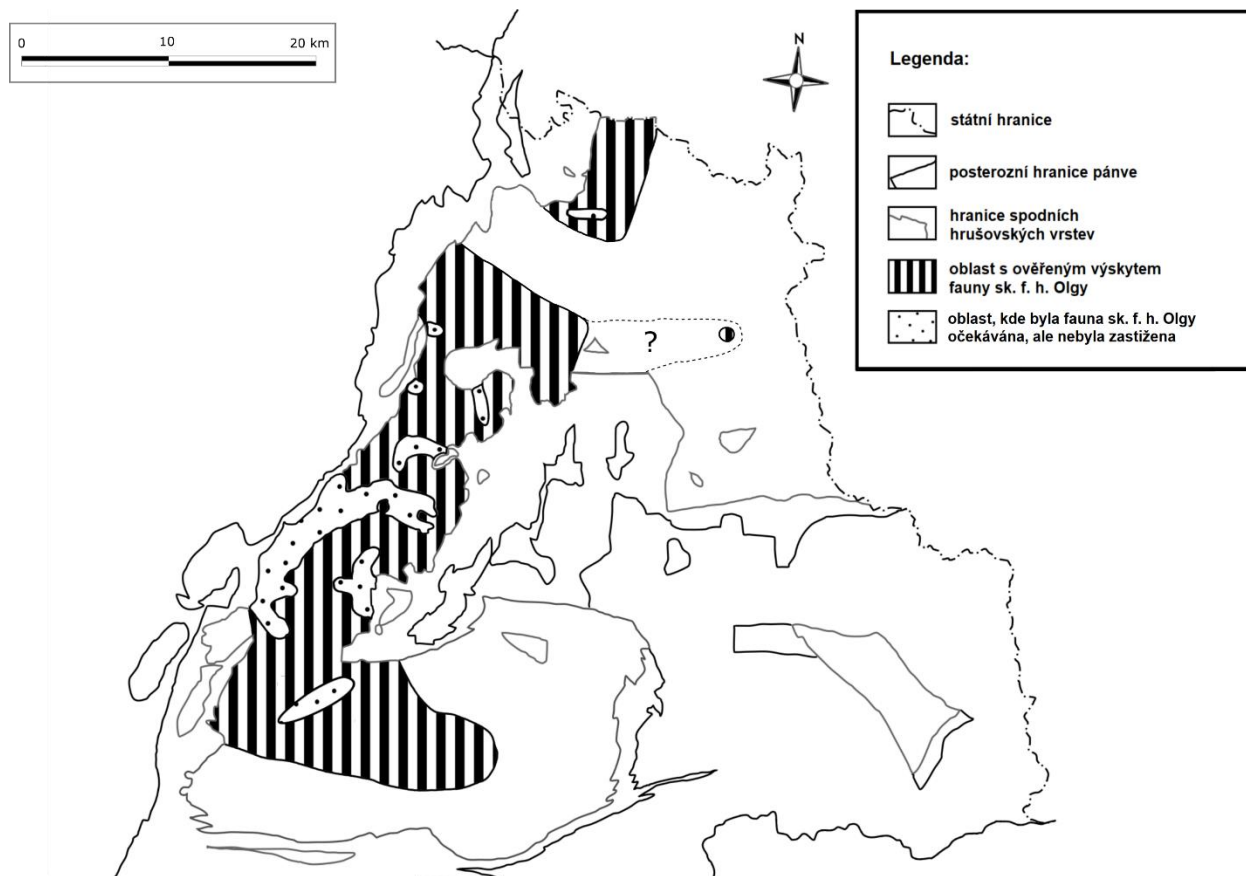 0 10 20 km
N
Legenda:
státní hranice
posterozní hranice pánve
hranice spodních
hrušovských vrstev
oblast s ověřeným výskytem
fauny sk. f. h. Olgy
oblast, kde byla fauna sk. f. h. Olgy
očekávána, ale nebyla zastižena
?